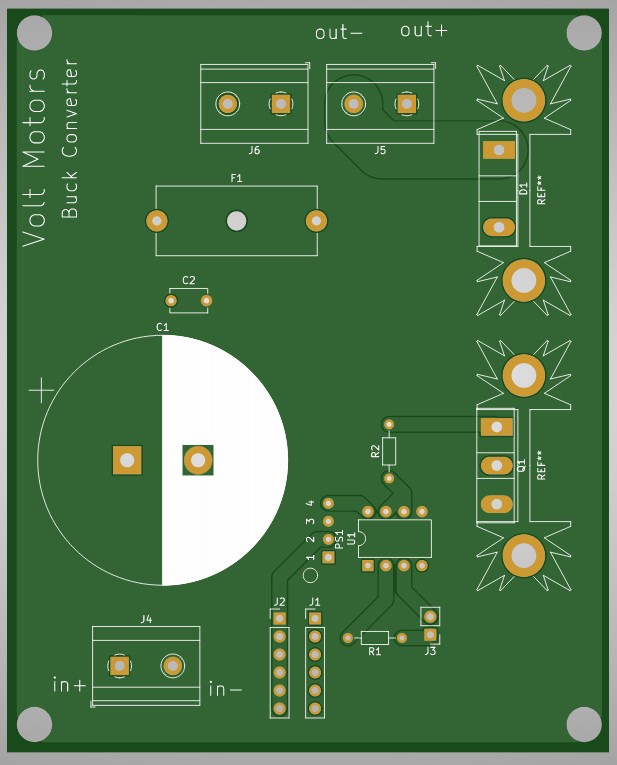 out-
out+
Volt Motors
Buck Converter
J6
J5
F1
D1
REF**
C2
C1
R2
Q1
REF**
4
3
2
1
PS1
U1
J2
J1
J4
R1
J3
in+
in-